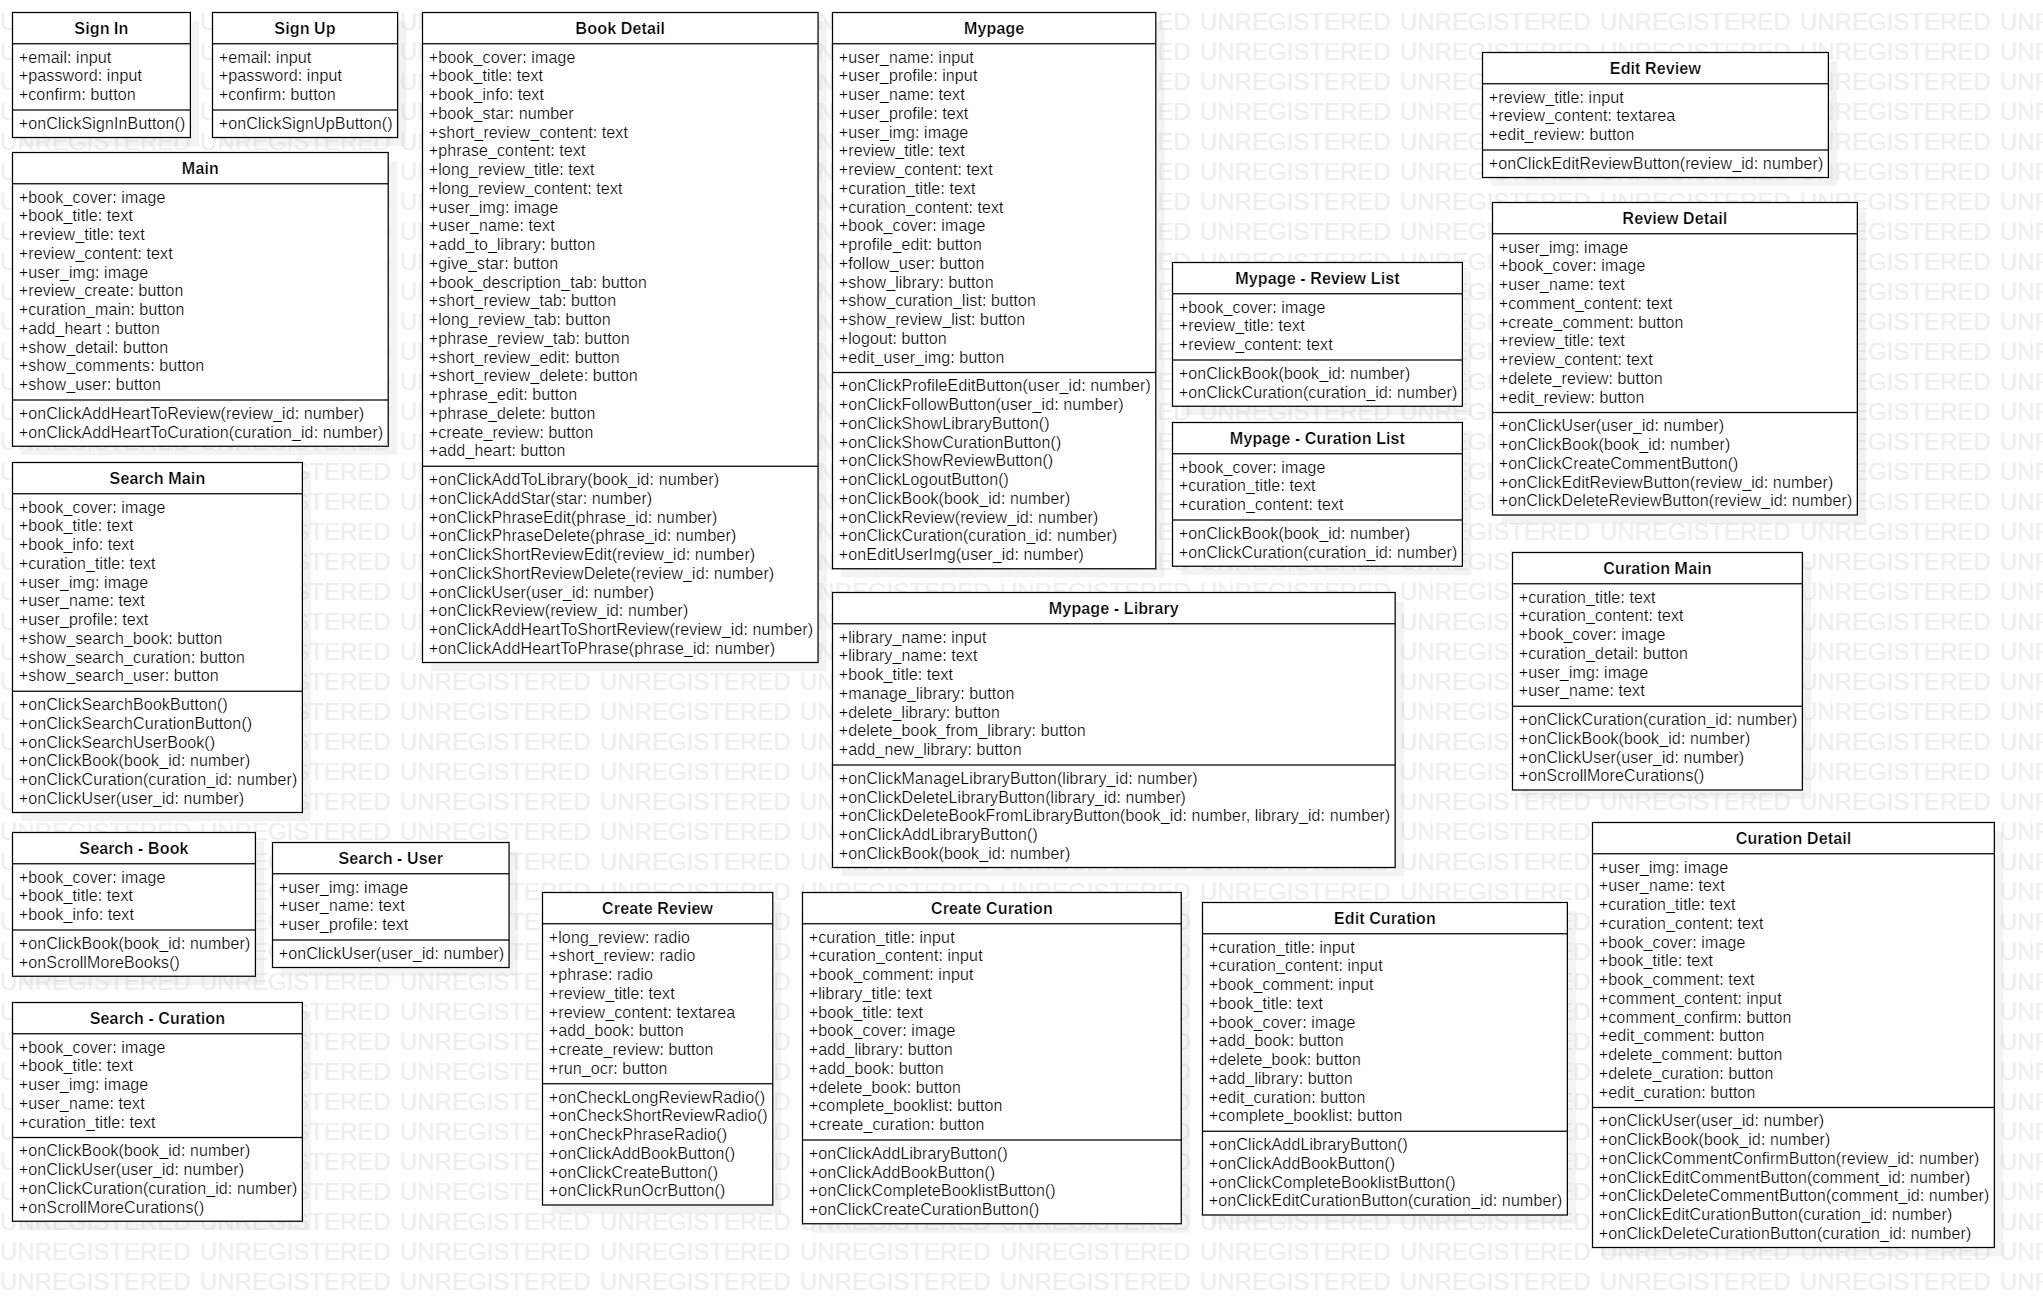 Sign In
+email: input
+password: input
+confirm: button
+onClickSignInButton()
Sign Up
+email: input
+password: input
+confirm: button
+onClickSignUpButton()
Main
+book_cover: image
+book_title: text
+review_title: text
+review_content: text
+user_img: image
+review_create: button
+curation_main: button
+add_heart : button
+show_detail: button
+show_comments: button
+show_user: button
+onClickAddHeartToReview(review_id: number)
+onClickAddHeartToCuration(curation_id: number)
Search Main
+book_cover: image
+book_title: text
+book_info: text
+curation_title: text
+user_img: image
+user_name: text
+user_profile: text
+show_search_book: button
+show_search_curation: button
+show_search_user: button
+onClickSearchBookButton()
+onClickSearchCurationButton()
+onClickSearchUserBook()
+onClickBook(book_id: number)
+onClickCuration(curation_id: number)
+onClickUser(user_id: number)
Search - Book
+book_cover: image
+book_title: text
+book_info: text
+onClickBook(book_id: number)
+onScrollMoreBooks()
Search - User
+user_img: image
+user_name: text
+user_profile: text
+onClickUser(user_id: number)
Search - Curation
+book_cover: image
+book_title: text
+user_img: image
+user_name: text
+curation_title: text
+onClickBook(book_id: number)
+onClickUser(user_id: number)
+onClickCuration(curation_id: number)
+onScrollMoreCurations()
Book Detail
+book_cover: image
+book_title: text
+book_info: text
+book_star: number
+short_review_content: text
+phrase_content: text
+long_review_title: text
+long_review_content: text
+user_img: image
+user_name: text
+add_to_library: button
+give_star: button
+book_description_tab: button
+short_review_tab: button
+long_review_tab: button
+phrase_review_tab: button
+short_review_edit: button
+short_review_delete: button
+phrase_edit: button
+phrase_delete: button
+create_review: button
+add_heart: button
+onClickAddToLibrary(book_id: number)
+onClickAddStar(star: number)
+onClickPhraseEdit(phrase_id: number)
+onClickPhraseDelete(phrase_id: number)
+onClickShortReviewEdit(review_id: number)
+onClickShortReviewDelete(review_id: number)
+onClickUser(user_id: number)
+onClickReview(review_id: number)
+onClickAddHeartToShortReview(review_id: number)
+onClickAddHeartToPhrase(phrase_id: number)
Mypage
+user_name: input
+user_profile: input
+user_name: text
+user_profile: text
+user_img: image
+review_title: text
+review_content: text
+curation_title: text
+curation_content: text
+book_cover: image
+profile_edit: button
+follow_user: button
+show_library: button
+show_curation_list: button
+show_review_list: button
+logout: button
+edit_user_img: button
+onClickProfileEditButton(user_id: number)
+onClickFollowButton(user_id: number)
+onClickShowLibraryButton()
+onClickShowCurationButton()
+onClickShowReviewButton()
+onClickLogoutButton()
+onClickBook(book_id: number)
+onClickReview(review_id: number)
+onClickCuration(curation_id: number)
+onEditUserImg(user_id: number)
Mypage - Review List
+book_cover: image
+review_title: text
+review_content: text
+onClickBook(book_id: number)
+onClickCuration(curation_id: number)
Mypage - Curation List
+book_cover: image
+curation_title: text
+curation_content: text
+onClickBook(book_id: number)
+onClickCuration(curation_id: number)
Mypage - Library
+library_name: input
+library_name: text
+book_title: text
+manage_library: button
+delete_library: button
+delete_book_from_library: button
+add_new_library: button
+onClickManageLibraryButton(library_id: number)
+onClickDeleteLibraryButton(library_id: number)
+onClickDeleteBookFromLibraryButton(book_id: number, library_id: number)
+onClickAddLibraryButton()
+onClickBook(book_id: number)
Create Review
+long_review: radio
+short_review: radio
+phrase: radio
+review_title: text
+review_content: textarea
+add_book: button
+create_review: button
+run_ocr: button
+onCheckLongReviewRadio()
+onCheckShortReviewRadio()
+onCheckPhraseRadio()
+onClickAddBookButton()
+onClickCreateButton()
+onClickRunOcrButton()
Create Curation
+curation_title: input
+curation_content: input
+book_comment: input
+library_title: text
+book_title: text
+book_cover: image
+add_library: button
+add_book: button
+delete_book: button
+complete_booklist: button
+create_curation: button
+onClickAddLibraryButton()
+onClickAddBookButton()
+onClickCompleteBooklistButton()
+onClickCreateCurationButton()
Edit Curation
+curation_title: input
+curation_content: input
+book_comment: input
+book_title: text
+book_cover: image
+add_book: button
+delete_book: button
+add_library: button
+edit_curation: button
+complete_booklist: button
+onClickAddLibraryButton()
+onClickAddBookButton()
+onClickCompleteBooklistButton()
+onClickEditCurationButton(curation_id: number)
Edit Review
+review_title: input
+review_content: textarea
+edit_review: button
+onClickEditReviewButton(review_id: number)
Review Detail
+user_img: image
+book_cover: image
+user_name: text
+comment_content: text
+create_comment: button
+review_title: text
+review_content: text
+delete_review: button
+edit_review: button
+onClickUser(user_id: number)
+onClickBook(book_id: number)
+onClickCreateCommentButton()
+onClickEditReviewButton(review_id: number)
+onClickDeleteReviewButton(review_id: number)
Curation Main
+curation_title: text
+curation_content: text
+book_cover: image
+curation_detail: button
+user_img: image
+user_name: text
+onClickCuration(curation_id: number)
+onClickBook(book_id: number)
+onClickUser(user_id: number)
+onScrollMoreCurations()
Curation Detail
+user_img: image
+user_name: text
+curation_title: text
+curation_content: text
+book_cover: image
+book_title: text
+book_comment: text
+comment_content: input
+comment_confirm: button
+edit_comment: button
+delete_comment: button
+delete_curation: button
+edit_curation: button
+onClickUser(user_id: number)
+onClickBook(book_id: number)
+onClickCommentConfirmButton(review_id: number)
+onClickEditCommentButton(comment_id: number)
+onClickDeleteCommentButton(comment_id: number)
+onClickEditCurationButton(curation_id: number)
+onClickDeleteCurationButton(curation_id: number)
UNREGISTERED